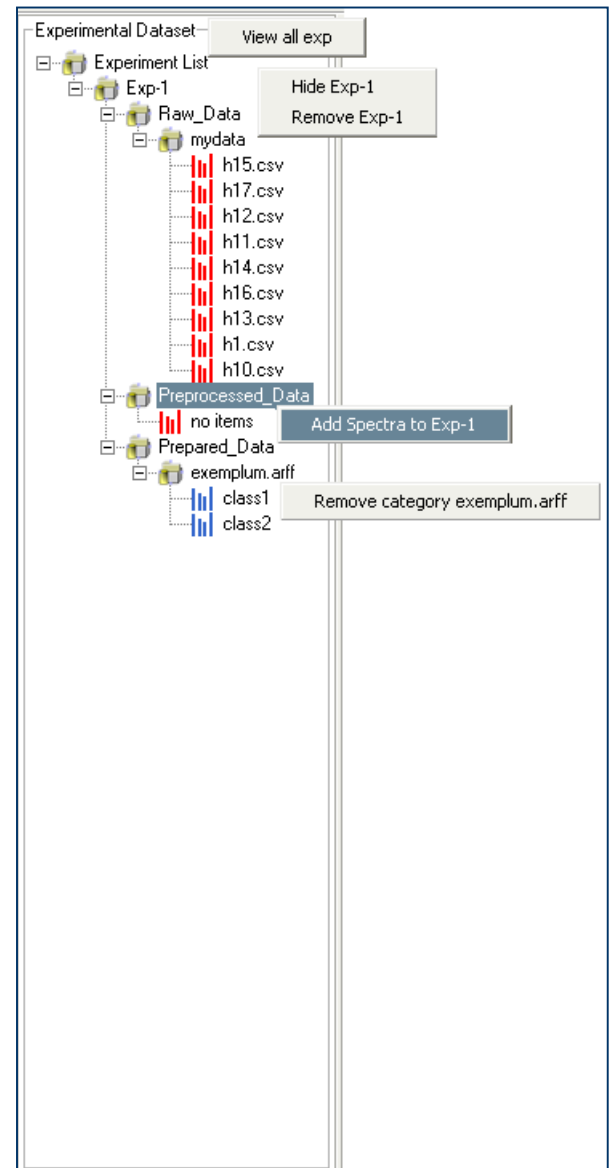 Experimental Dataset
View all exp
Experiment List
Exp-1
Hide Exp-1
Raw_Data
Remove Exp-1
mydata
h15.csv
h17.csv
h12.csv
h11.csv
h14.csv
h16.csv
h13.csv
h1.csv
h10.csv
Preprocessed_Data
no items
Add Spectra to Exp-1
Prepared_Data
exemplum.arff
class1
Remove category exemplum.arff
class2